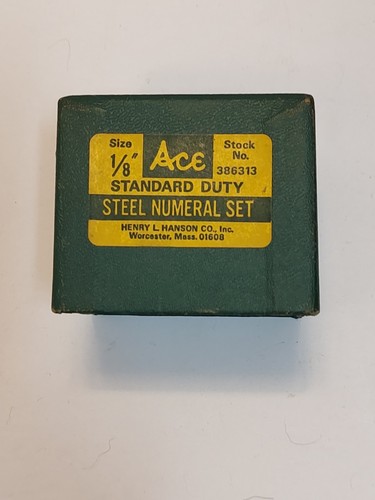 Size
1/8"
ACE
Stock
No.
386313
STANDARD DUTY
STEEL NUMERAL SET
HENRY L. HANSON CO., Inc.
Worcester, Mass. 01608